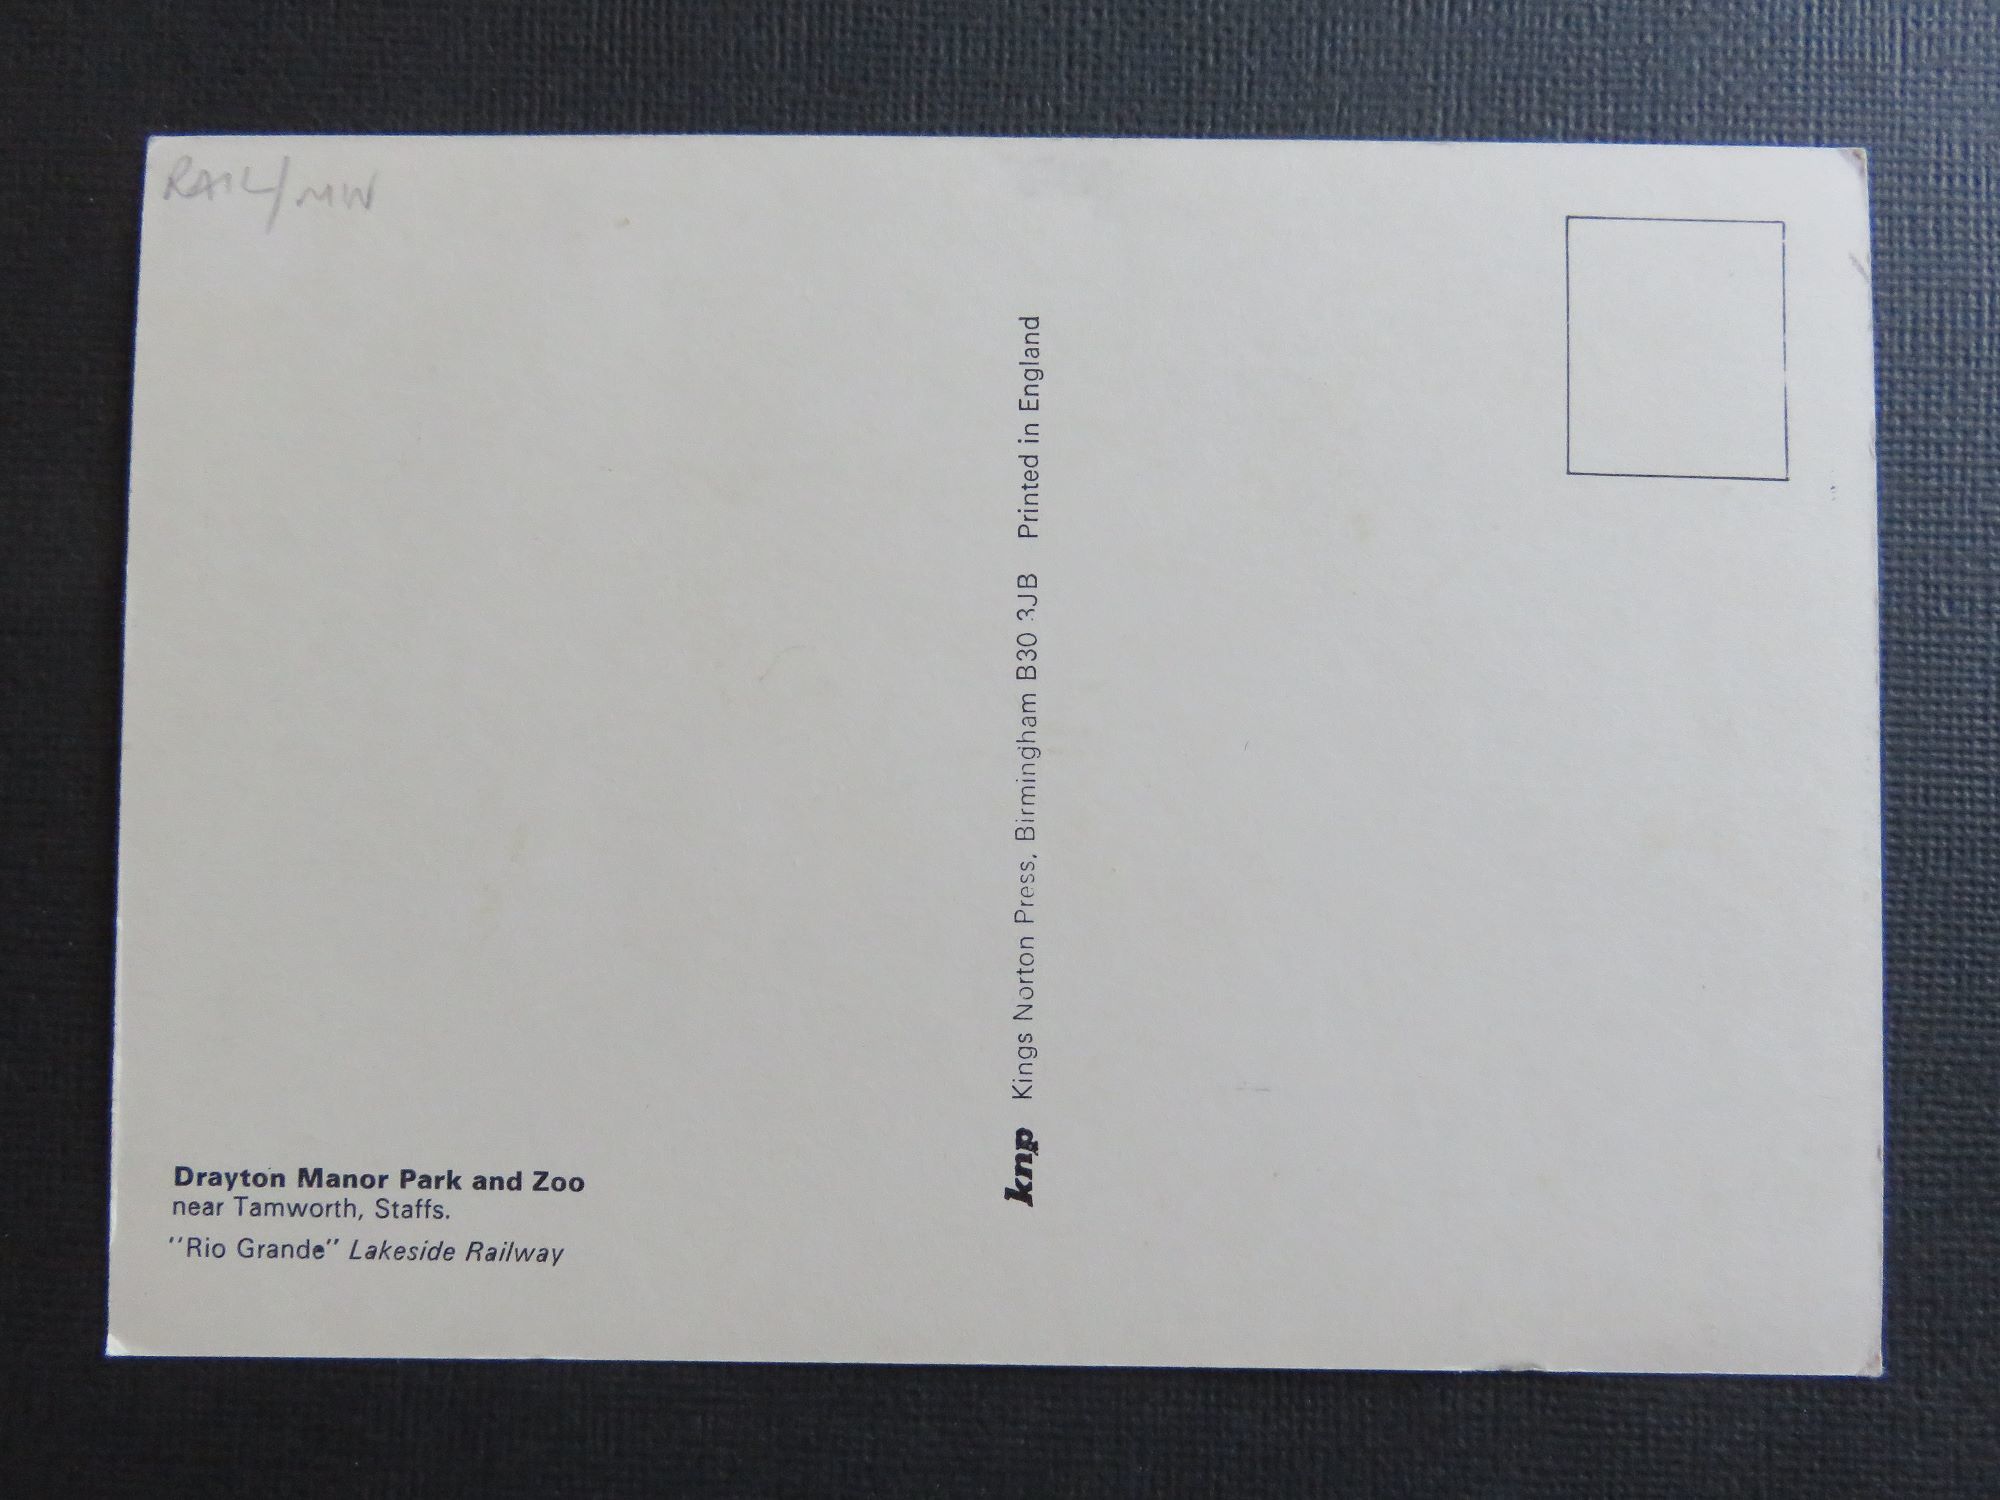 RAIL/MW
Drayton Manor Park and Zoo
near Tamworth, Staffs.
"Rio Grande" Lakeside Railway
knp Kings Norton Press, Birmingham B30 3JB Printed in England